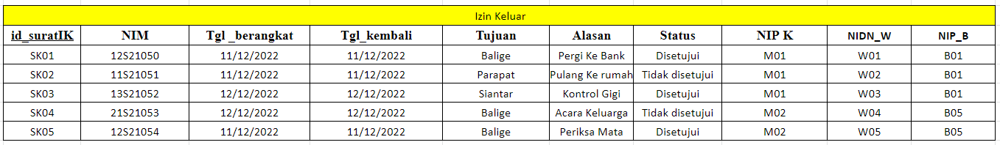 Izin Keluar
id_suratIK NIM Tgl _berangkat Tgl_kembali Tujuan Alasan Status NIP K NIDN_W NIP_B
SK01 12S21050 11/12/2022 11/12/2022 Balige Pergi Ke Bank Disetujui M01 W01 B01
SK02 11S21051 11/12/2022 11/12/2022 Parapat Pulang Ke rumah Tidak disetujui M01 W02 B01
SK03 13S21052 12/12/2022 12/12/2022 Siantar Kontrol Gigi Disetujui M01 W03 B01
SK04 21S21053 12/12/2022 12/12/2022 Balige Acara Keluarga Tidak disetujui M02 W04 B05
SK05 12S21054 11/12/2022 11/12/2022 Balige Periksa Mata Disetujui M02 W05 B05